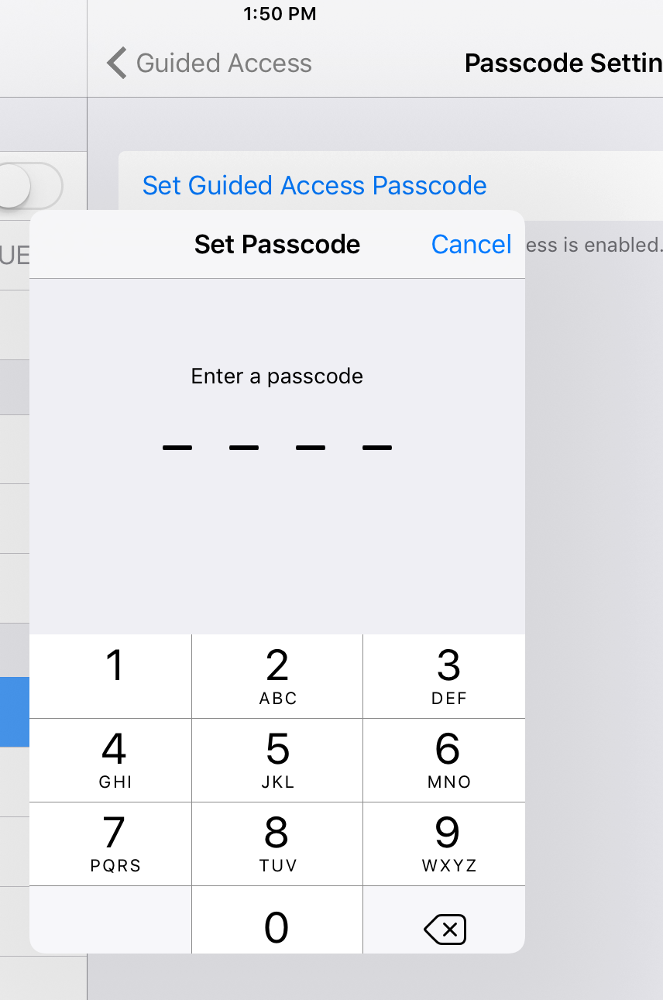 1:50 PM
Guided Access
Passcode Settin
Set Guided Access Passcode
UE
Set Passcode
Cancel
ess is enabled.
Enter a passcode
1
2
3
ABC
DEF
4
5
6
GHI
JKL
MNO
7
8
9
PQRS
TUV
WXYZ
0